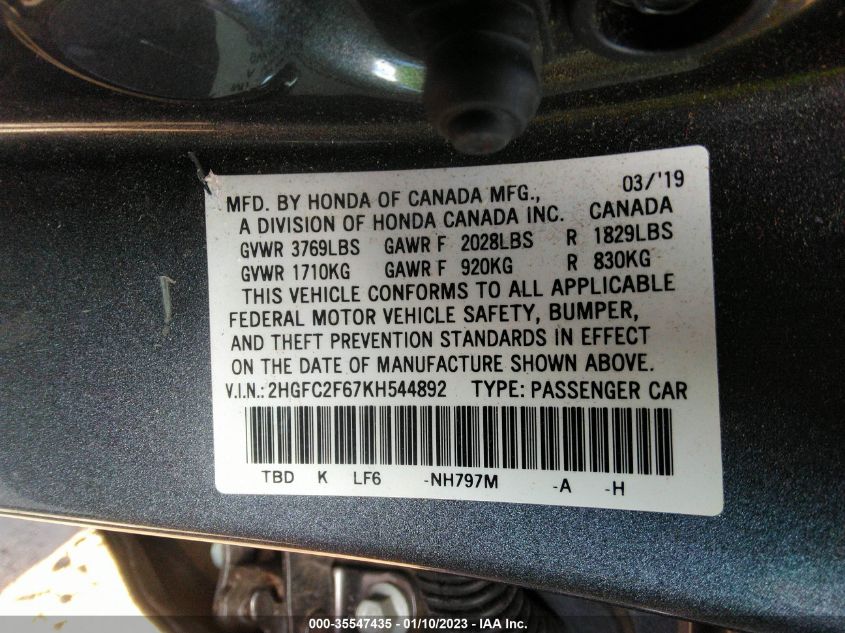 MFD. BY HONDA OF CANADA MFG., 03/'19
A DIVISION OF HONDA CANADA INC. CANADA
GVWR 3769LBS GAWR F 2028LBS R 1829LBS
GVWR 1710KG GAWR F 920KG R 830KG
THIS VEHICLE CONFORMS TO ALL APPLICABLE
FEDERAL MOTOR VEHICLE SAFETY, BUMPER,
AND THEFT PREVENTION STANDARDS IN EFFECT
ON THE DATE OF MANUFACTURE SHOWN ABOVE.
V.I.N.: 2HGFC2F67KH544892 TYPE: PASSENGER CAR
TBD K LF6 -NH797M -A -H
000-35547435 - 01/10/2023 - IAA Inc.